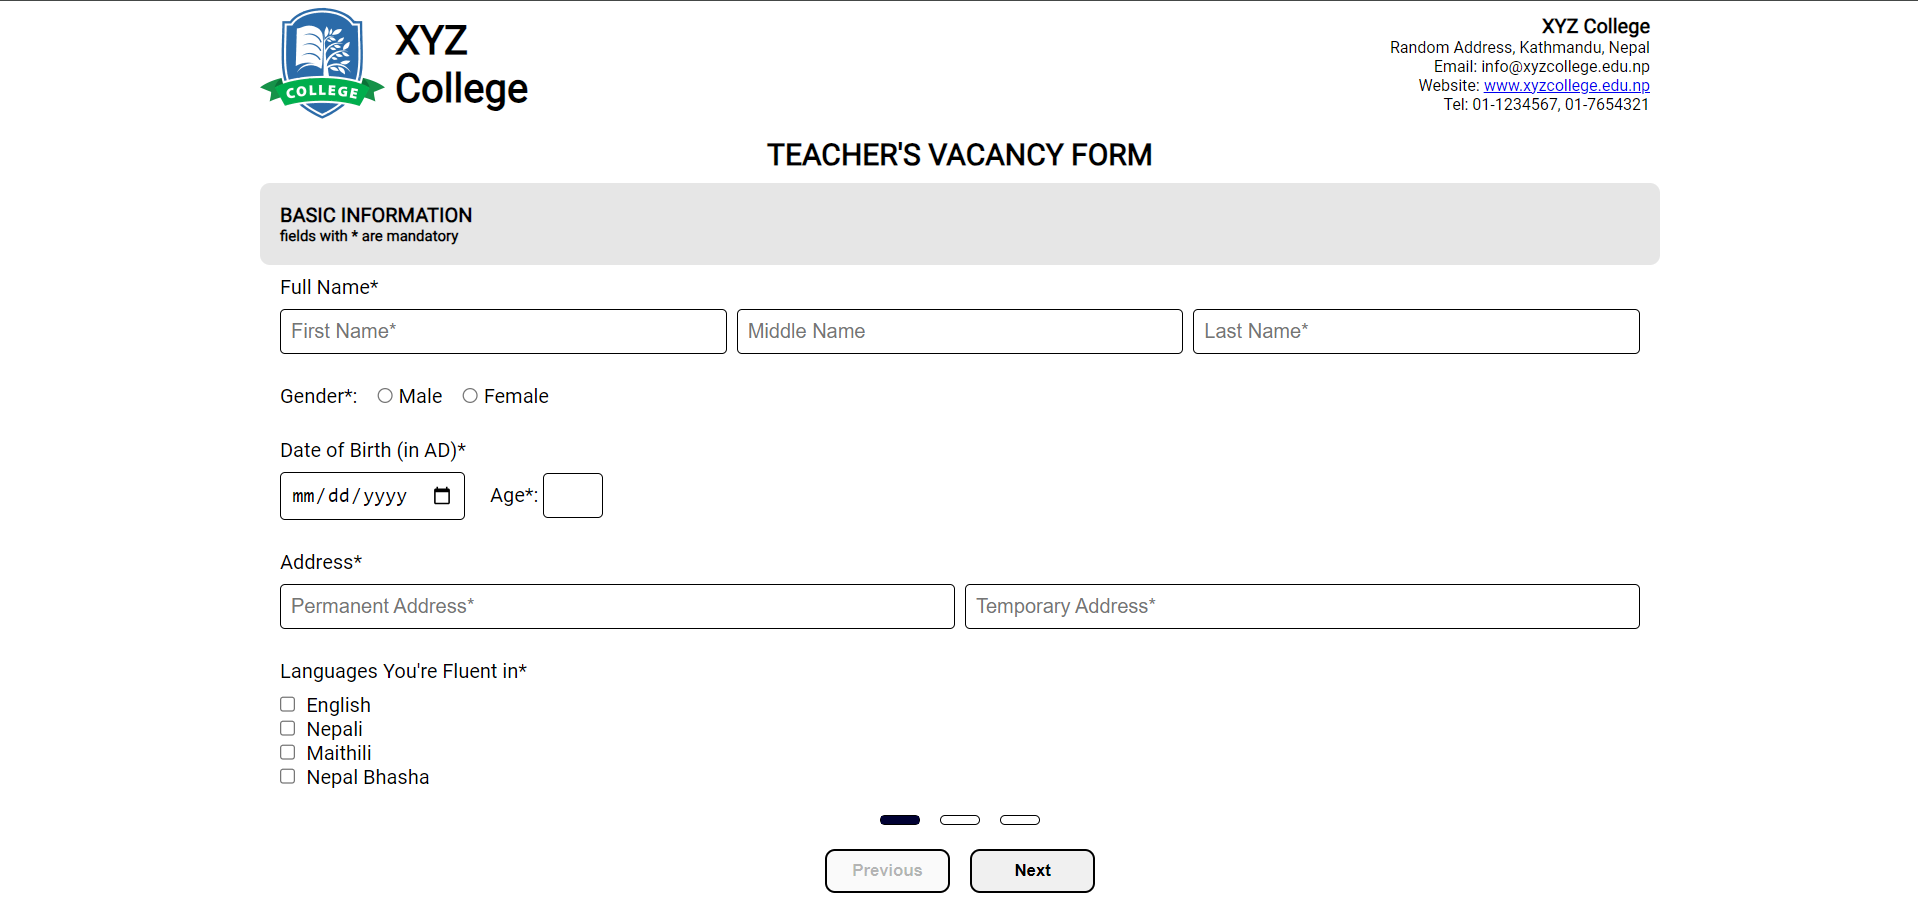 COLLEGE
XYZ
College
XYZ College
Random Address, Kathmandu, Nepal
Email: info@xyzcollege.edu.np
Website: www.xyzcollege.edu.np
Tel: 01-1234567, 01-7654321
TEACHER'S VACANCY FORM
BASIC INFORMATION
fields with * are mandatory
Full Name*
First Name* Middle Name Last Name*
Gender*: Male Female
Date of Birth (in AD)*
mm/dd/yyyy Age*:
Address*
Permanent Address* Temporary Address*
Languages You're Fluent in*
English
Nepali
Maithili
Nepal Bhasha
Previous Next